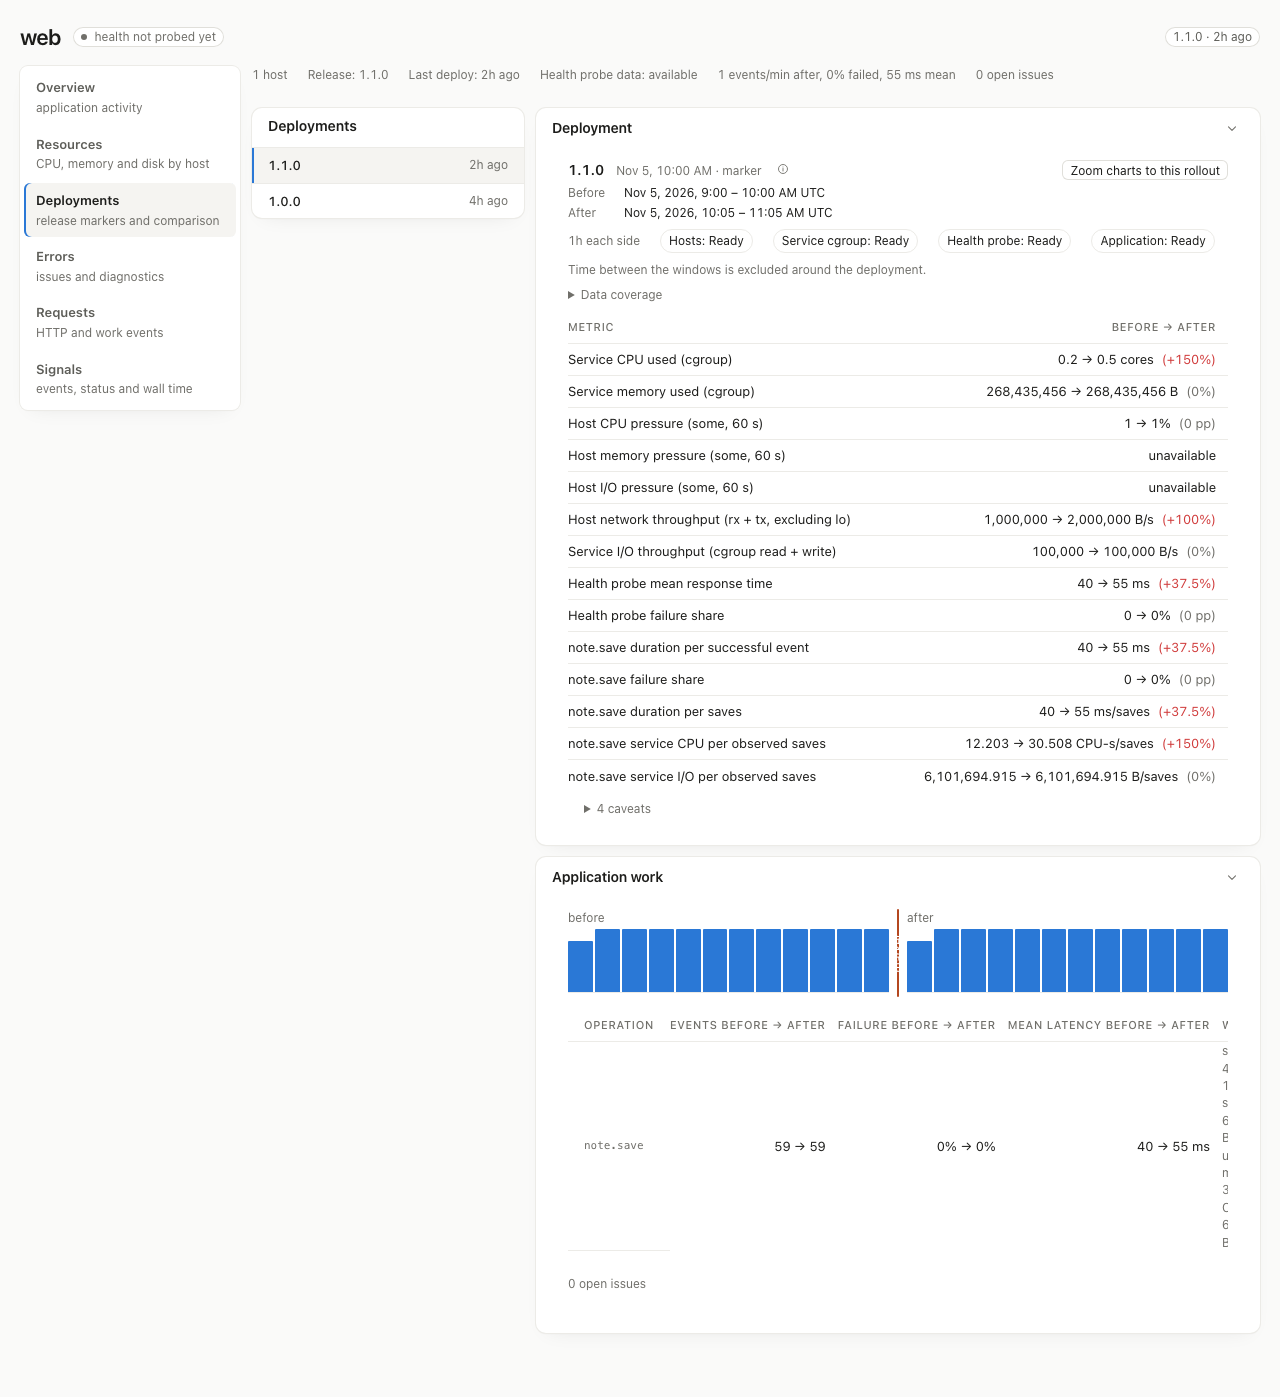 web
health not probed yet
1.1.0 · 2h ago
Overview
application activity
Resources
CPU, memory and disk by host
Deployments
release markers and comparison
Errors
issues and diagnostics
Requests
HTTP and work events
Signals
events, status and wall time
1 host Release: 1.1.0 Last deploy: 2h ago Health probe data: available 1 events/min after, 0% failed, 55 ms mean 0 open issues
Deployments
1.1.0 2h ago
1.0.0 4h ago
Deployment
1.1.0 Nov 5, 10:00 AM · marker
Zoom charts to this rollout
Before Nov 5, 2026, 9:00 – 10:00 AM UTC
After Nov 5, 2026, 10:05 – 11:05 AM UTC
1h each side Hosts: Ready Service cgroup: Ready Health probe: Ready Application: Ready
Time between the windows is excluded around the deployment.
Data coverage
METRIC BEFORE → AFTER
Service CPU used (cgroup) 0.2 → 0.5 cores (+150%)
Service memory used (cgroup) 268,435,456 → 268,435,456 B (0%)
Host CPU pressure (some, 60 s) 1 → 1% (0 pp)
Host memory pressure (some, 60 s) unavailable
Host I/O pressure (some, 60 s) unavailable
Host network throughput (rx + tx, excluding lo) 1,000,000 → 2,000,000 B/s (+100%)
Service I/O throughput (cgroup read + write) 100,000 → 100,000 B/s (0%)
Health probe mean response time 40 → 55 ms (+37.5%)
Health probe failure share 0 → 0% (0 pp)
note.save duration per successful event 40 → 55 ms (+37.5%)
note.save failure share 0 → 0% (0 pp)
note.save duration per saves 40 → 55 ms/saves (+37.5%)
note.save service CPU per observed saves 12.203 → 30.508 CPU-s/saves (+150%)
note.save service I/O per observed saves 6,101,694.915 → 6,101,694.915 B/saves (0%)
4 caveats
Application work
before after
OPERATION EVENTS BEFORE → AFTER FAILURE BEFORE → AFTER MEAN LATENCY BEFORE → AFTER
note.save 59 → 59 0% → 0% 40 → 55 ms
0 open issues